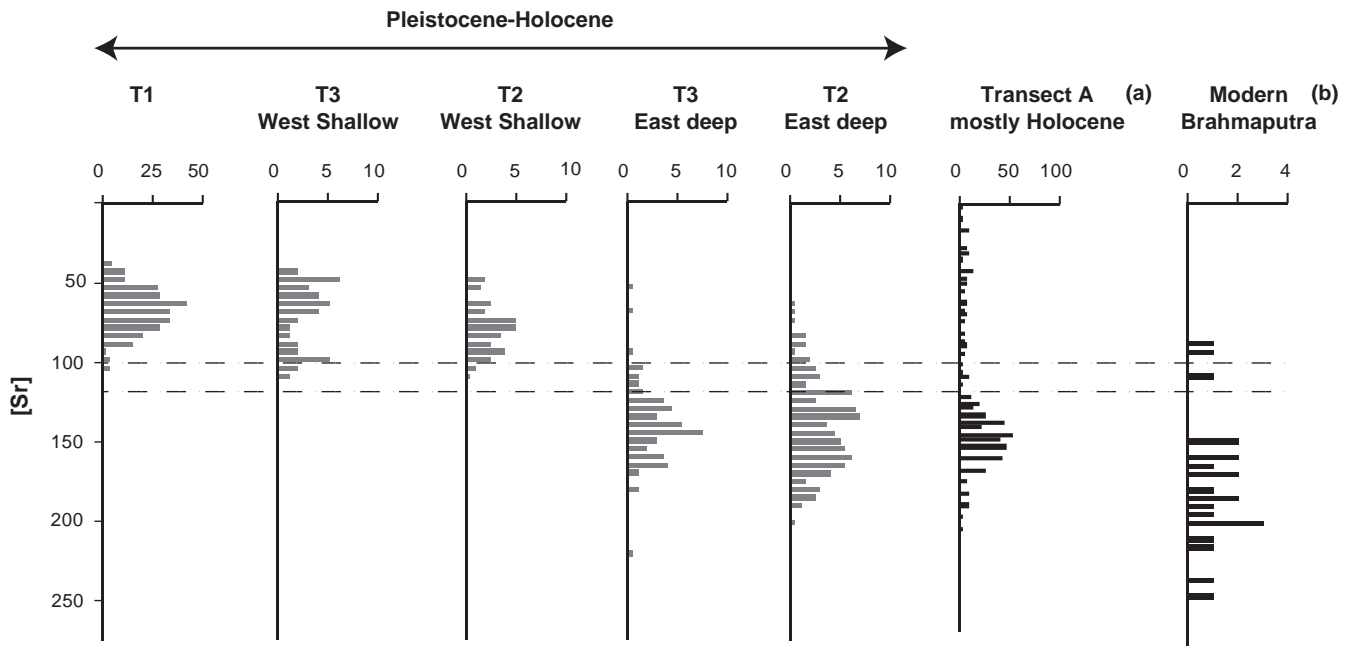 Pleistocene-Holocene
T1
T3
West Shallow
T2
West Shallow
T3
East deep
T2
East deep
Transect A (a)
mostly Holocene
Modern (b)
Brahmaputra
0 25 50
0 5 10
0 5 10
0 5 10
0 5 10
0 50 100
0 2 4
[Sr]
50
100
150
200
250